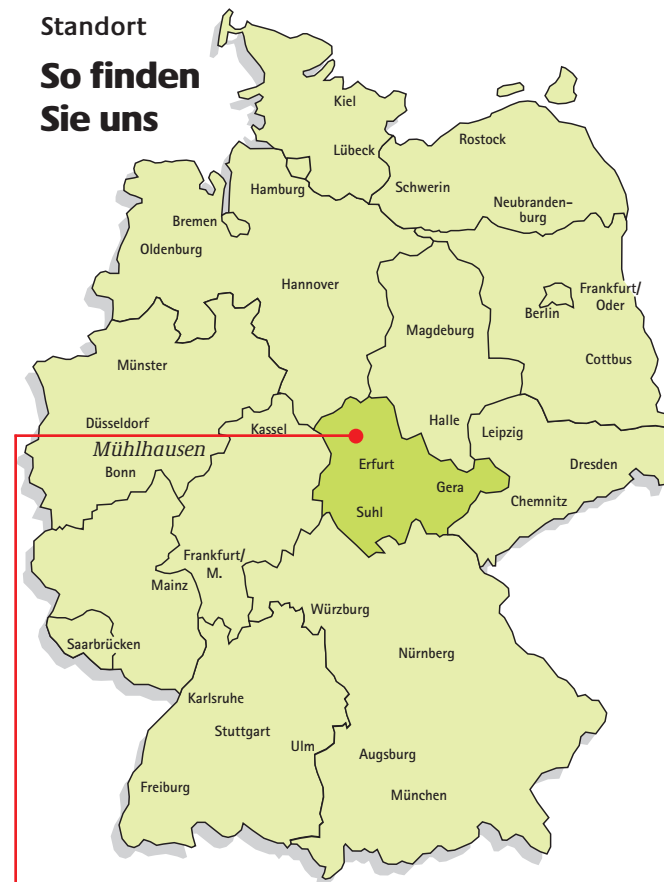 Standort
So finden
Sie uns
Kiel
Lübeck
Rostock
Hamburg
Schwerin
Neubranden-
burg
Bremen
Oldenburg
Hannover
Frankfurt/
Oder
Berlin
Magdeburg
Cottbus
Münster
Düsseldorf
Kassel
Halle
Leipzig
Mühlhausen
Bonn
Erfurt
Dresden
Gera
Chemnitz
Suhl
Frankfurt/
M.
Mainz
Würzburg
Saarbrücken
Nürnberg
Karlsruhe
Stuttgart
Ulm
Augsburg
Freiburg
München